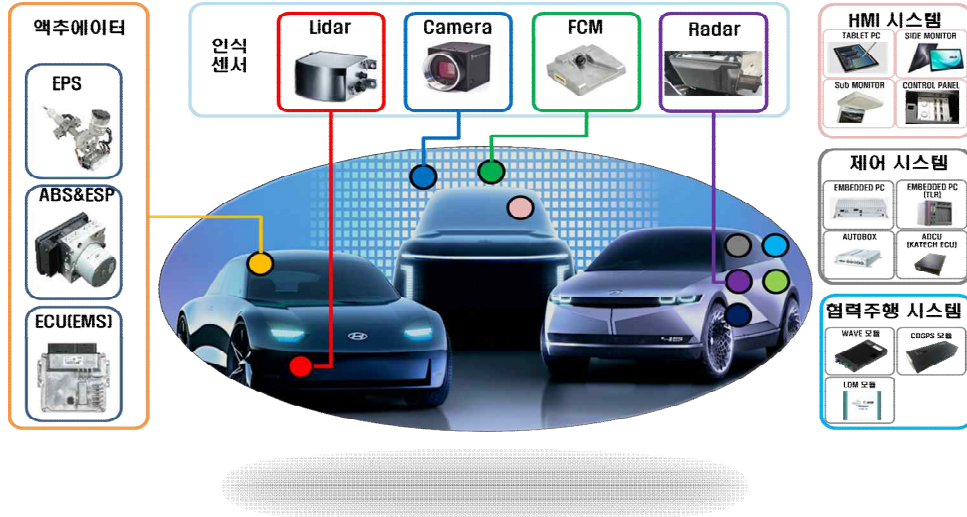 액추에이터
EPS
ABS&ESP
ECU(EMS)
인식
센서
Lidar
Camera
FCM
Radar
HMI 시스템
TABLET PC
SIDE MONITOR
Sub MONITOR
CONTROL PANEL
제어 시스템
EMBEDDED PC
EMBEDDED PC
(TLR)
AUTOBOX
ADCU
(KATECH ECU)
협력주행 시스템
WAVE 모듈
CDGPS 모듈
LDM 모듈